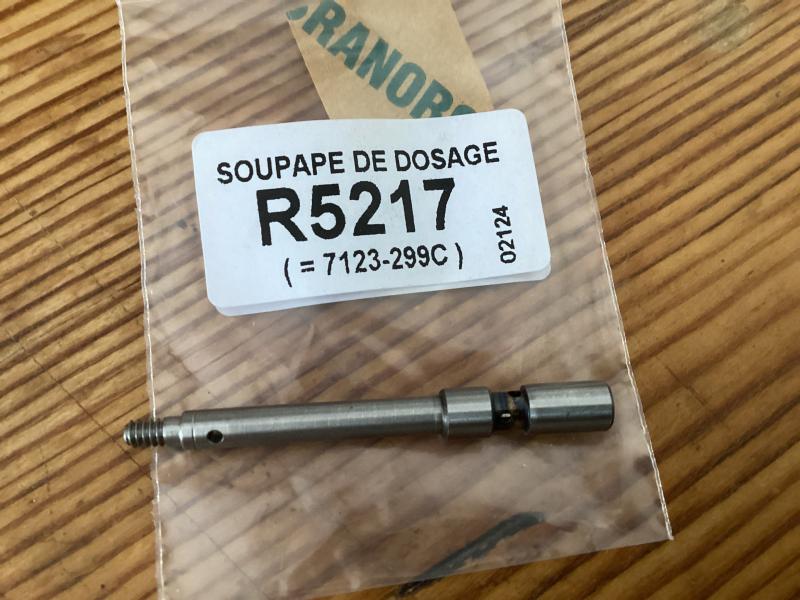 SOUPAPE DE DOSAGE
R5217
( = 7123-299C )
02124